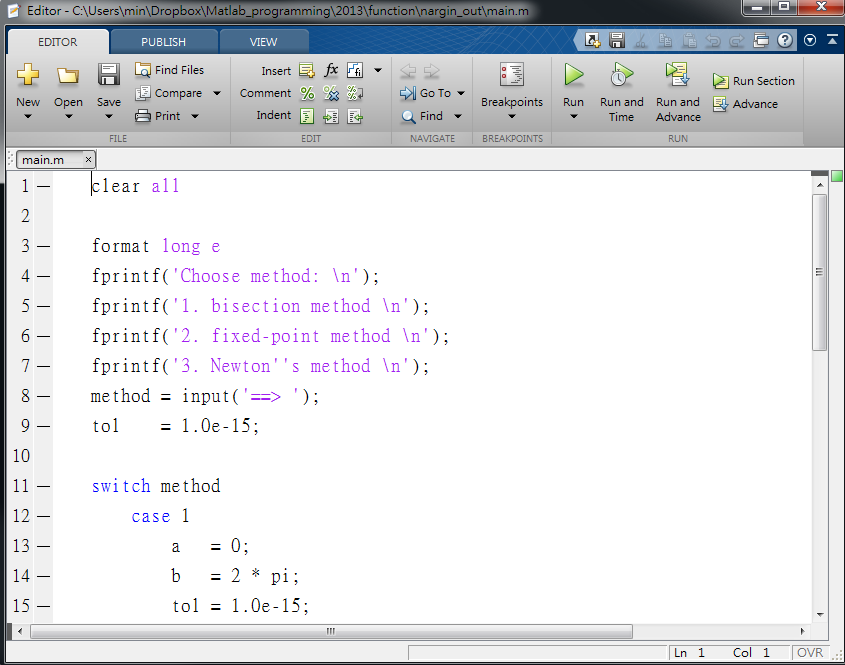 Editor - C:\Users\min\Dropbox\Matlab_programming\2013\function\nargin_out\main.m
EDITOR PUBLISH VIEW
New
Open
Save
Find Files
Compare
Print
FILE
Insert fx
Comment
Indent
EDIT
Go To
Find
NAVIGATE
Breakpoints
BREAKPOINTS
Run
Run and Time
Run and Advance
Run Section
Advance
RUN
main.m ×
1 – clear all
2
3 – format long e
4 – fprintf('Choose method: \n');
5 – fprintf('1. bisection method \n');
6 – fprintf('2. fixed-point method \n');
7 – fprintf('3. Newton''s method \n');
8 – method = input('==> ');
9 – tol    = 1.0e-15;
10
11 – switch method
12 –     case 1
13 –         a   = 0;
14 –         b   = 2 * pi;
15 –         tol = 1.0e-15;
Ln 1 Col 1 OVR